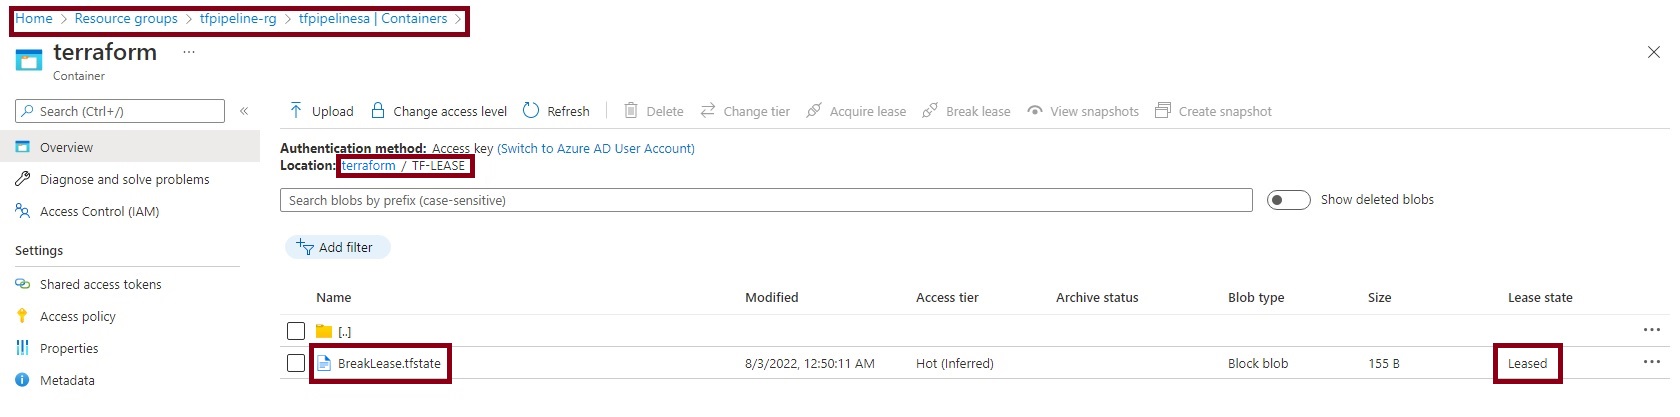 Home > Resource groups > tfpipeline-rg > tfpipelinesa | Containers >
terraform ...
Container
Search (Ctrl+/) «
Upload Change access level Refresh Delete Change tier Acquire lease Break lease View snapshots Create snapshot
Overview
Authentication method: Access key (Switch to Azure AD User Account)
Location: terraform / TF-LEASE
Diagnose and solve problems
Search blobs by prefix (case-sensitive) Show deleted blobs
Access Control (IAM)
Add filter
Settings
Shared access tokens
Name Modified Access tier Archive status Blob type Size Lease state
Access policy
[..] ...
Properties
BreakLease.tfstate 8/3/2022, 12:50:11 AM Hot (Inferred) Block blob 155 B Leased ...
Metadata